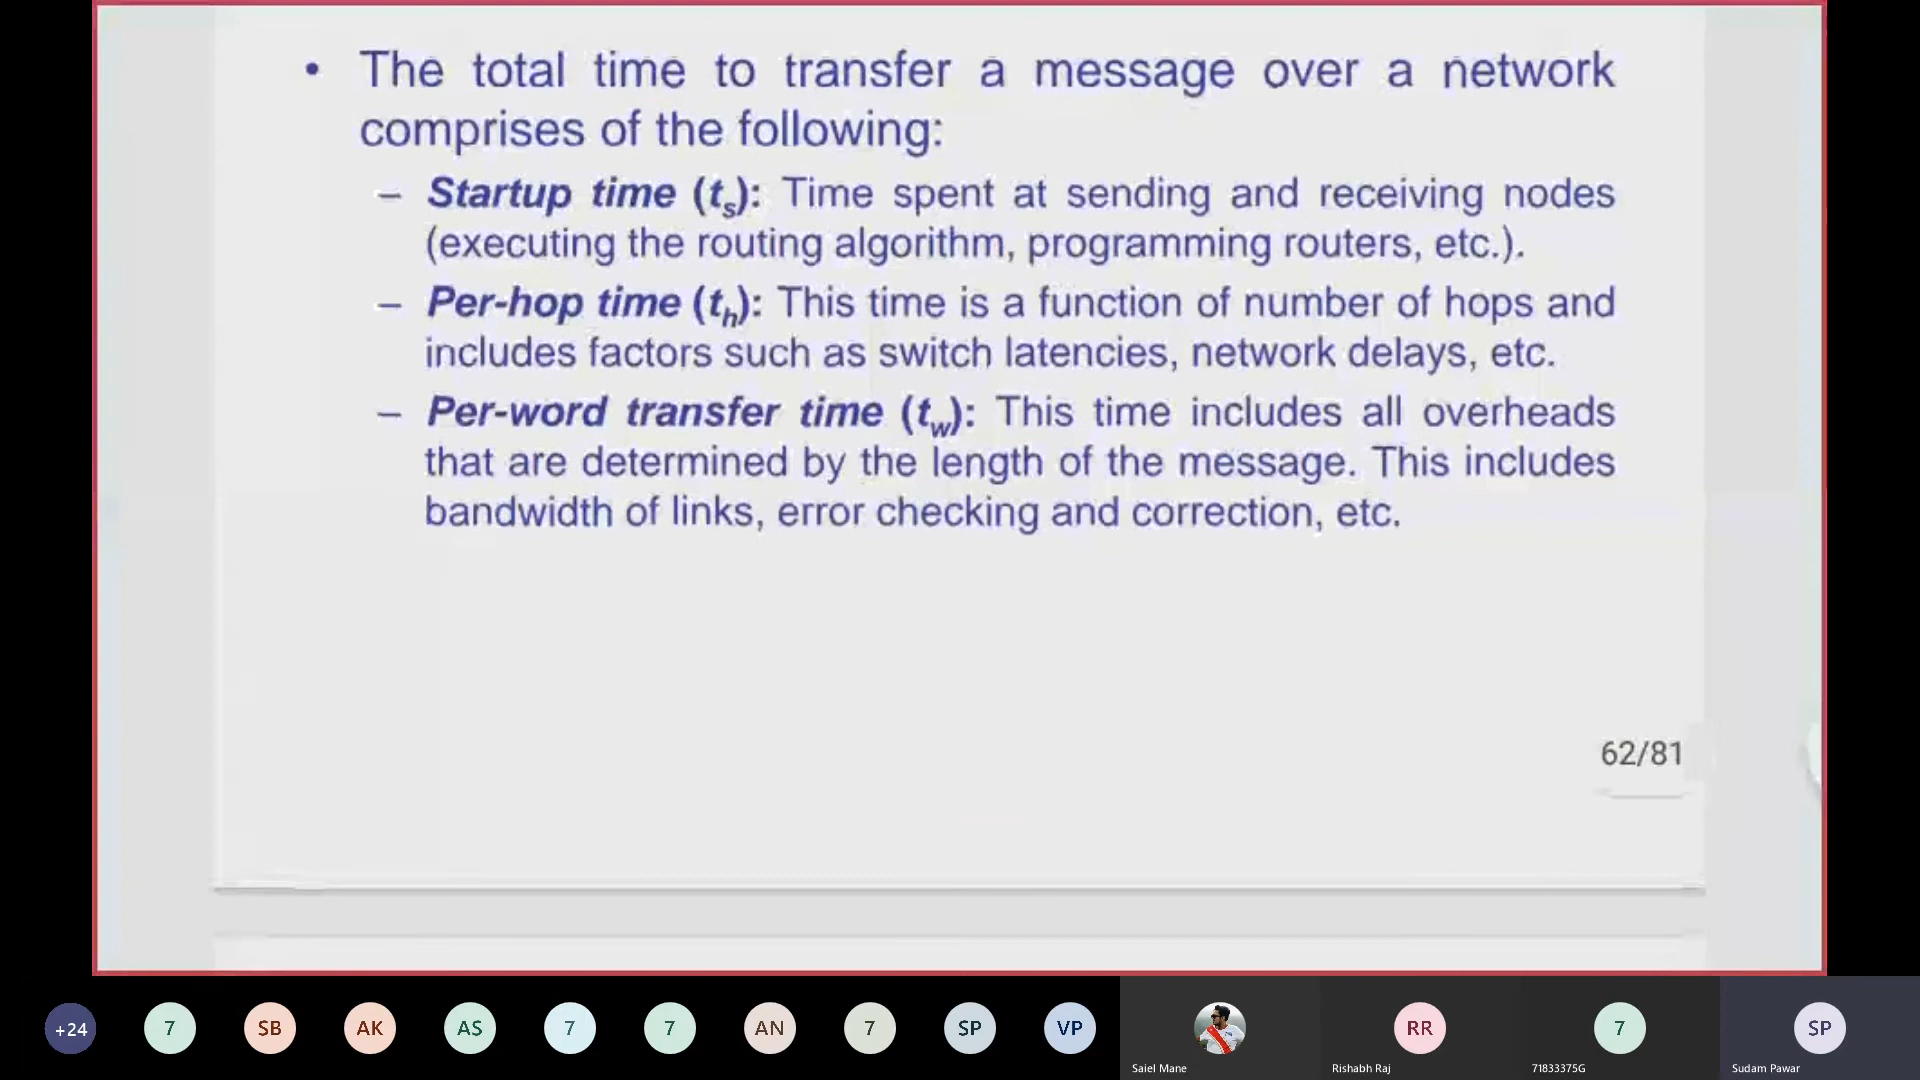 • The total time to transfer a message over a network
comprises of the following:
– Startup time (ts): Time spent at sending and receiving nodes
(executing the routing algorithm, programming routers, etc.).
– Per-hop time (th): This time is a function of number of hops and
includes factors such as switch latencies, network delays, etc.
– Per-word transfer time (tw): This time includes all overheads
that are determined by the length of the message. This includes
bandwidth of links, error checking and correction, etc.
62/81
+24 7 SB AK AS 7 7 AN 7 SP VP RR 7 SP
Saiel Mane Rishabh Raj 71833375G Sudam Pawar